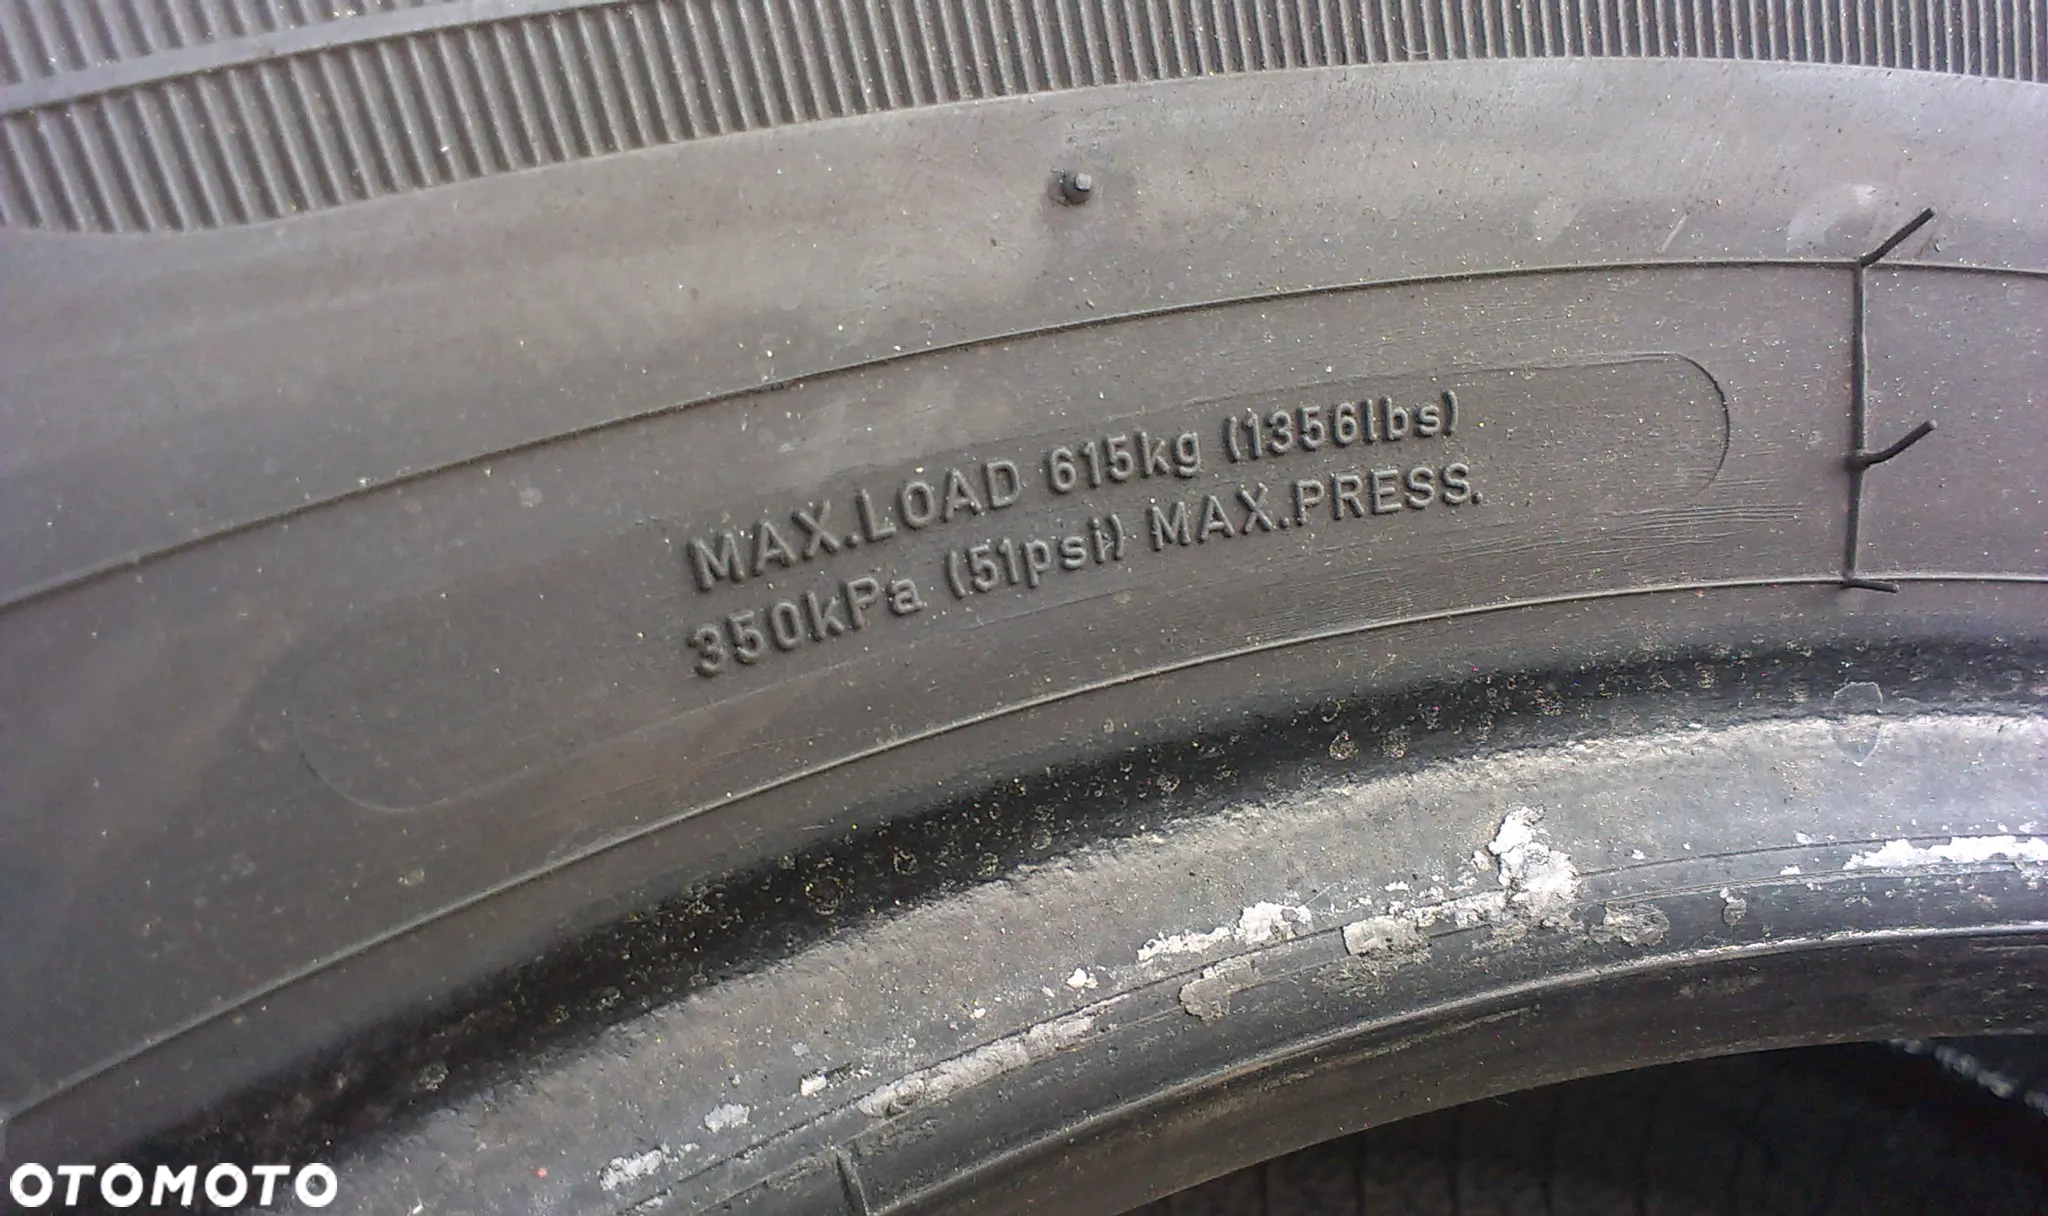 MAX.LOAD 615kg (1356lbs)
350kPa (51psi) MAX.PRESS.
OTOMOTO